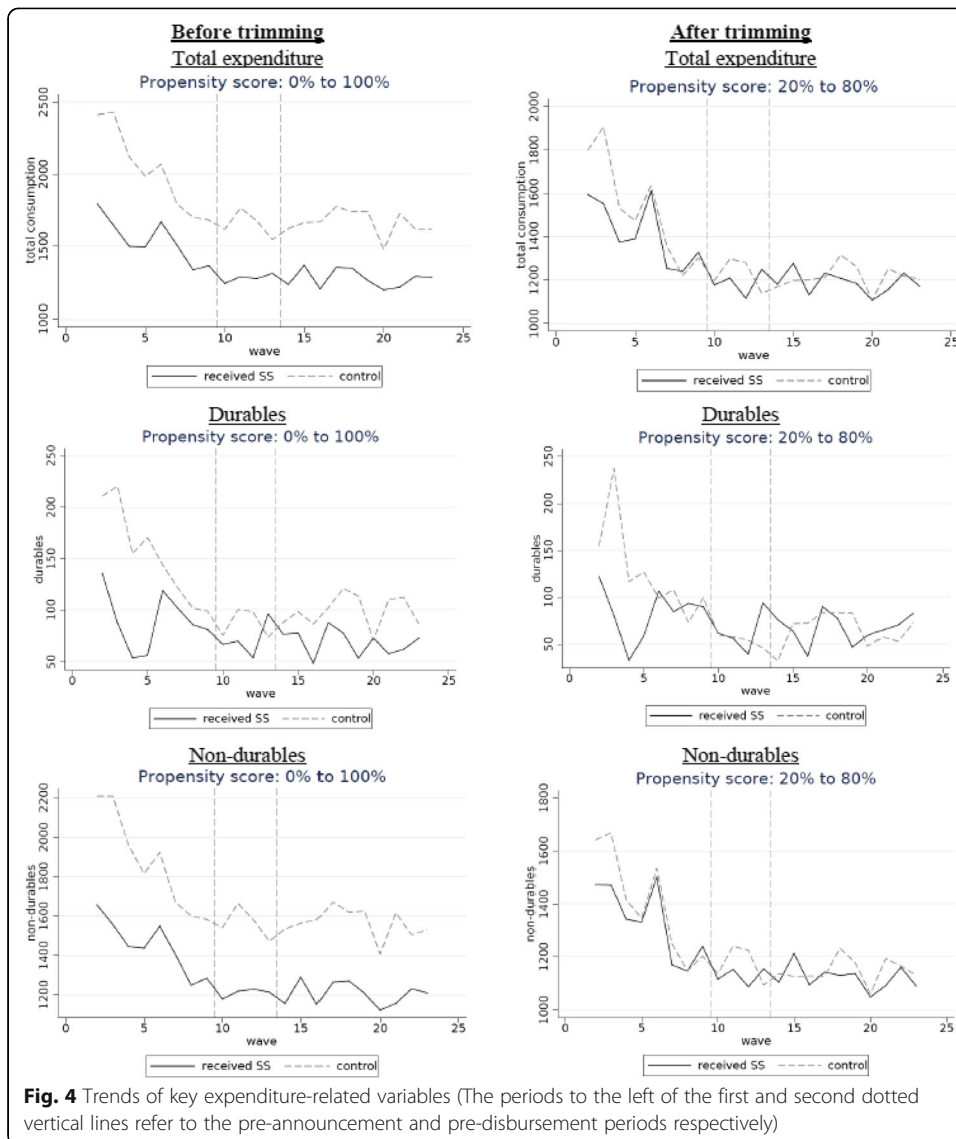 Before trimming
Total expenditure
Propensity score: 0% to 100%
2500
2000
1500
1000
total consumption
0 5 10 15 20 25
wave
received SS control
After trimming
Total expenditure
Propensity score: 20% to 80%
2000
1800
1600
1400
1200
1000
total consumption
0 5 10 15 20 25
wave
received SS control
Durables
Propensity score: 0% to 100%
250
200
150
100
50
durables
0 5 10 15 20 25
wave
received SS control
Durables
Propensity score: 20% to 80%
250
200
150
100
50
durables
0 5 10 15 20 25
wave
received SS control
Non-durables
Propensity score: 0% to 100%
2200
2000
1800
1600
1400
1200
non-durables
0 5 10 15 20 25
wave
received SS control
Non-durables
Propensity score: 20% to 80%
1800
1600
1400
1200
1000
non-durables
0 5 10 15 20 25
wave
received SS control
Fig. 4 Trends of key expenditure-related variables (The periods to the left of the first and second dotted
vertical lines refer to the pre-announcement and pre-disbursement periods respectively)